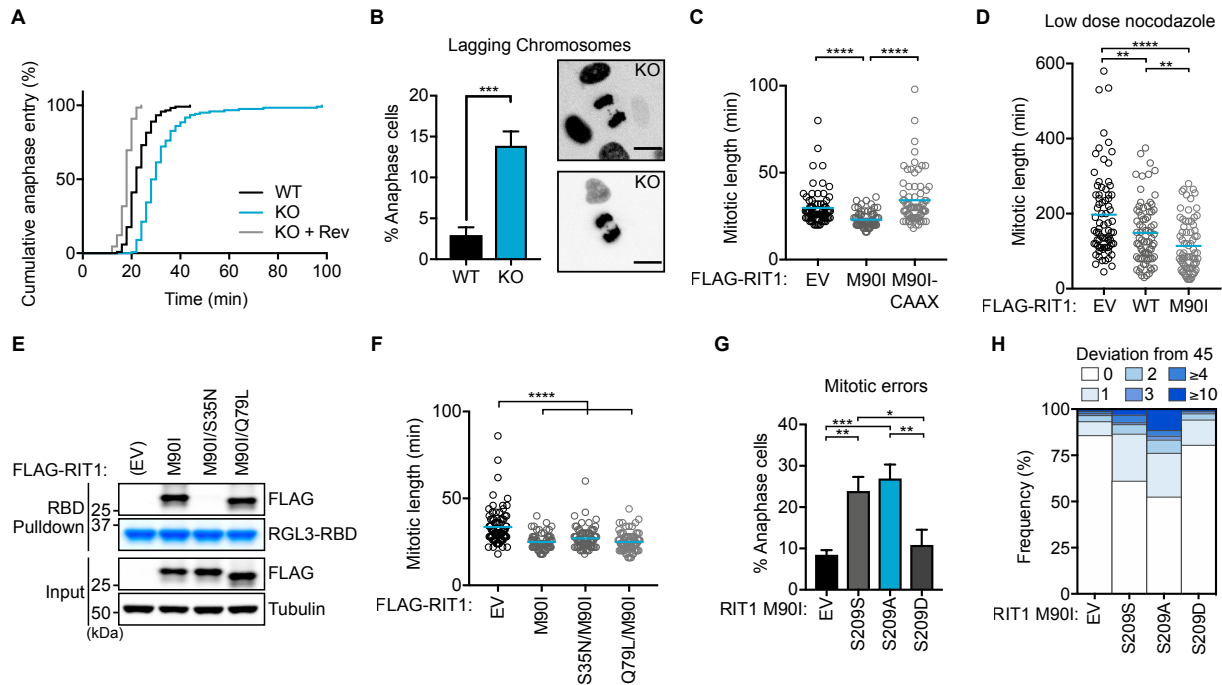 A
Cumulative anaphase entry (%)
100
50
0
0 20 40 60 80 100
Time (min)
WT
KO
KO + Rev
B
Lagging Chromosomes
% Anaphase cells
20
15
10
5
0
***
WT KO
KO
KO
C
Mitotic length (min)
100
50
0
**** ****
FLAG-RIT1: EV M90I M90I-
CAAX
D
Low dose nocodazole
Mitotic length (min)
600
400
200
0
****
** **
FLAG-RIT1: EV WT M90I
E
FLAG-RIT1: (EV) M90I M90I/S35N M90I/Q79L
RBD
Pulldown
25
37
FLAG
RGL3-RBD
Input
25
50
(kDa)
FLAG
Tubulin
F
Mitotic length (min)
100
50
0
****
FLAG-RIT1: EV M90I S35N/M90I Q79L/M90I
G
Mitotic errors
% Anaphase cells
40
30
20
10
0
*
***
** **
RIT1 M90I: EV S209S S209A S209D
H
Deviation from 45
0 2 ≥4
1 3 ≥10
Frequency (%)
100
50
0
RIT1 M90I: EV S209S S209A S209D